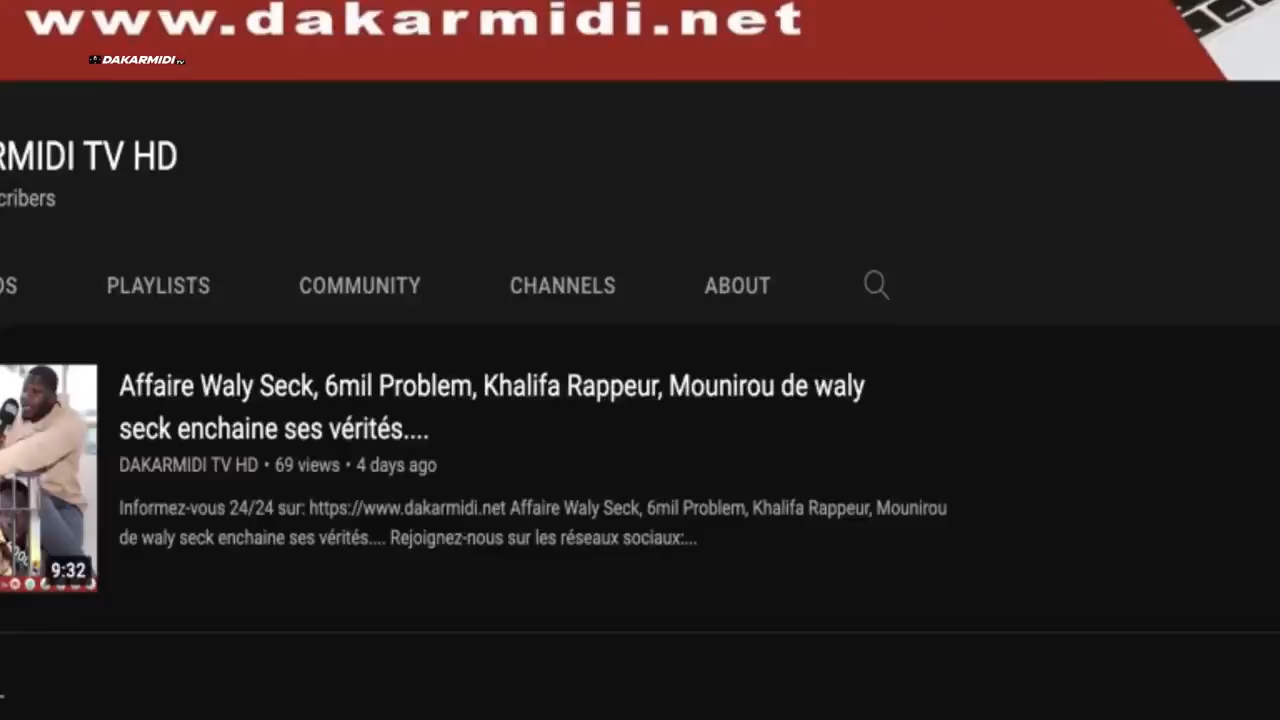 www.dakarmidi.net
DAKARMIDI TV
RMIDI TV HD
cribers
OS
PLAYLISTS
COMMUNITY
CHANNELS
ABOUT
Affaire Waly Seck, 6mil Problem, Khalifa Rappeur, Mounirou de waly
seck enchaine ses vérités....
DAKARMIDI TV HD • 69 views • 4 days ago
Informez-vous 24/24 sur: https://www.dakarmidi.net Affaire Waly Seck, 6mil Problem, Khalifa Rappeur, Mounirou
de waly seck enchaine ses vérités.... Rejoignez-nous sur les réseaux sociaux:...
9:32